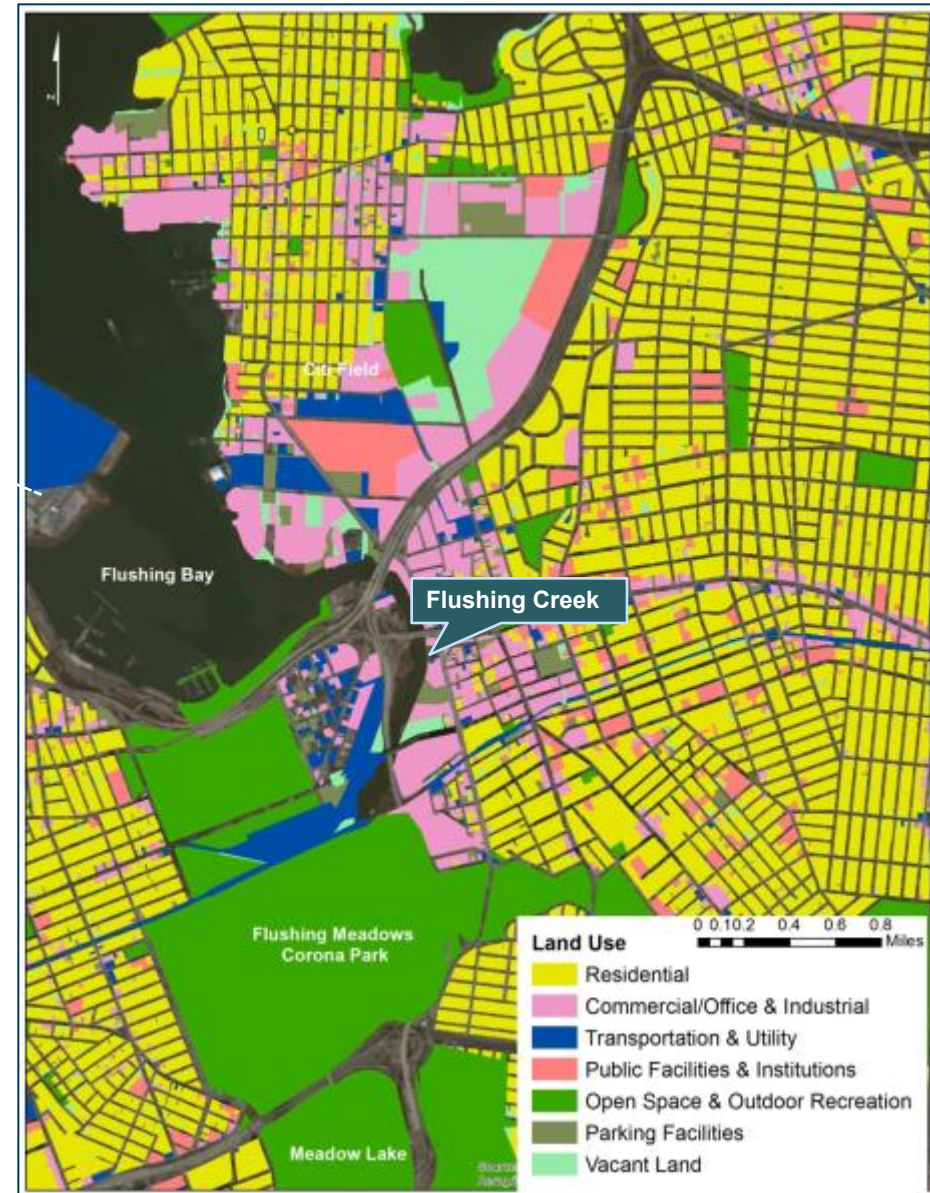 N
Citi Field
Flushing Bay
Flushing Creek
Flushing Meadows
Corona Park
Meadow Lake
0 0.10.2 0.4 0.6 0.8
Miles
Land Use
Residential
Commercial/Office & Industrial
Transportation & Utility
Public Facilities & Institutions
Open Space & Outdoor Recreation
Parking Facilities
Vacant Land